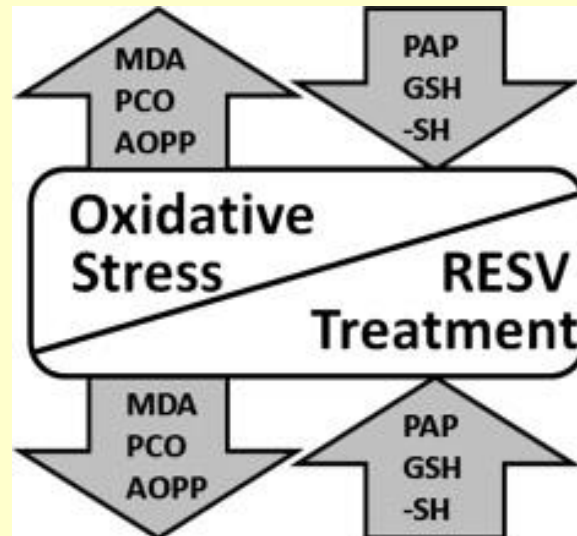 MDA
PCO
AOPP
PAP
GSH
-SH
Oxidative
Stress
RESV
Treatment
MDA
PCO
AOPP
PAP
GSH
-SH